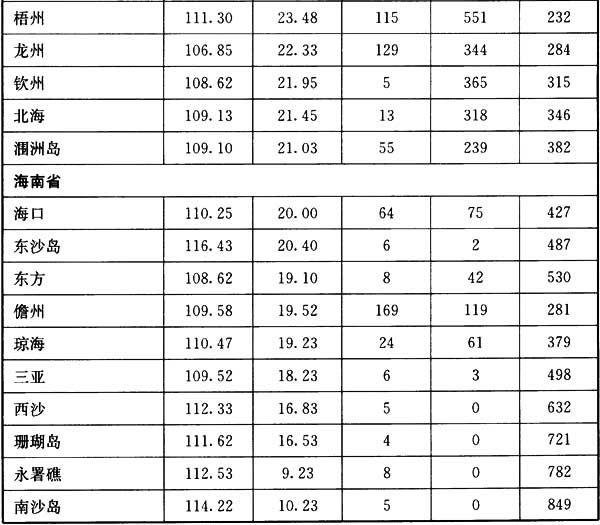 梧州 111.30 23.48 115 551 232
龙州 106.85 22.33 129 344 284
钦州 108.62 21.95 5 365 315
北海 109.13 21.45 13 318 346
涠洲岛 109.10 21.03 55 239 382
海南省
海口 110.25 20.00 64 75 427
东沙岛 116.43 20.40 6 2 487
东方 108.62 19.10 8 42 530
儋州 109.58 19.52 169 119 281
琼海 110.47 19.23 24 61 379
三亚 109.52 18.23 6 3 498
西沙 112.33 16.83 5 0 632
珊瑚岛 111.62 16.53 4 0 721
永署礁 112.53 9.23 8 0 782
南沙岛 114.22 10.23 5 0 849